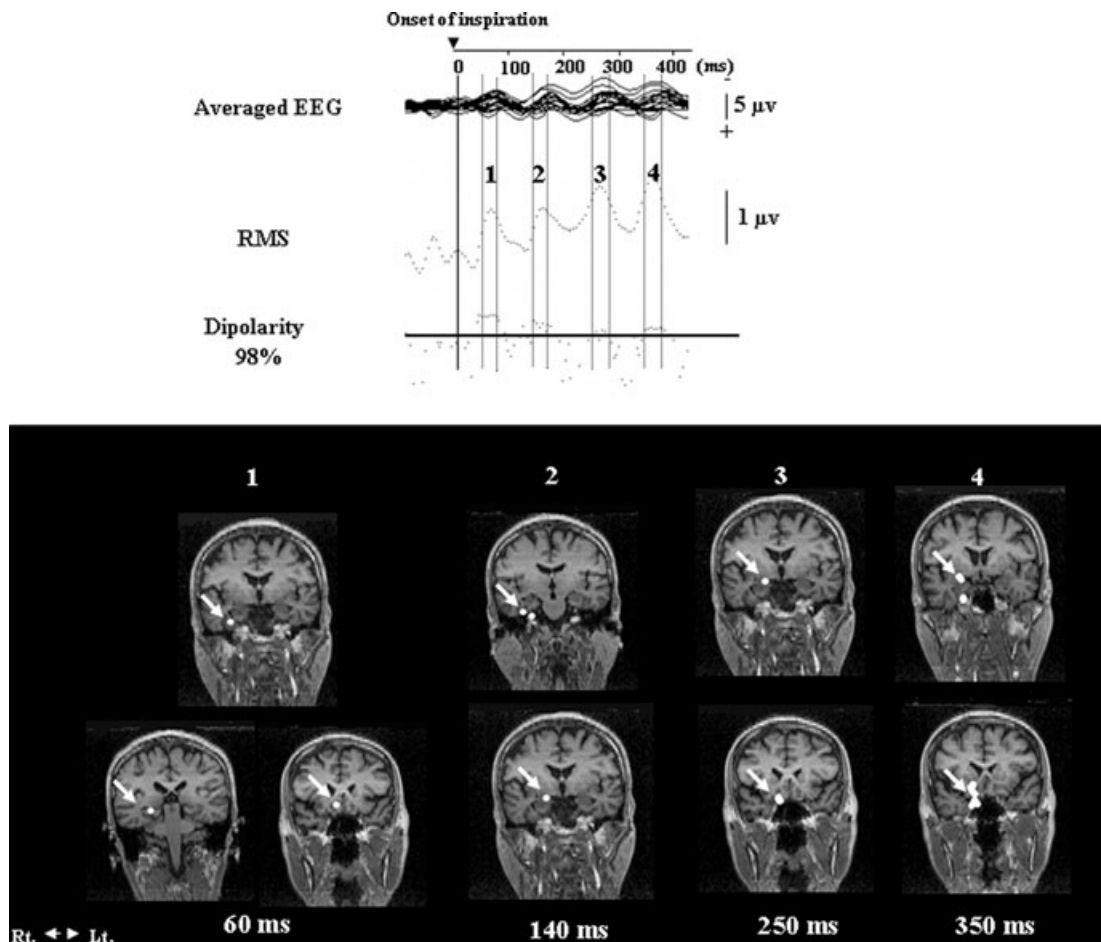 Onset of inspiration
0 100 200 300 400 (ms)
Averaged EEG
-
5 μv
+
1 2 3 4
RMS
1 μv
Dipolarity
98%
1 2 3 4
60 ms 140 ms 250 ms 350 ms
Rt. ◄ ► Lt.